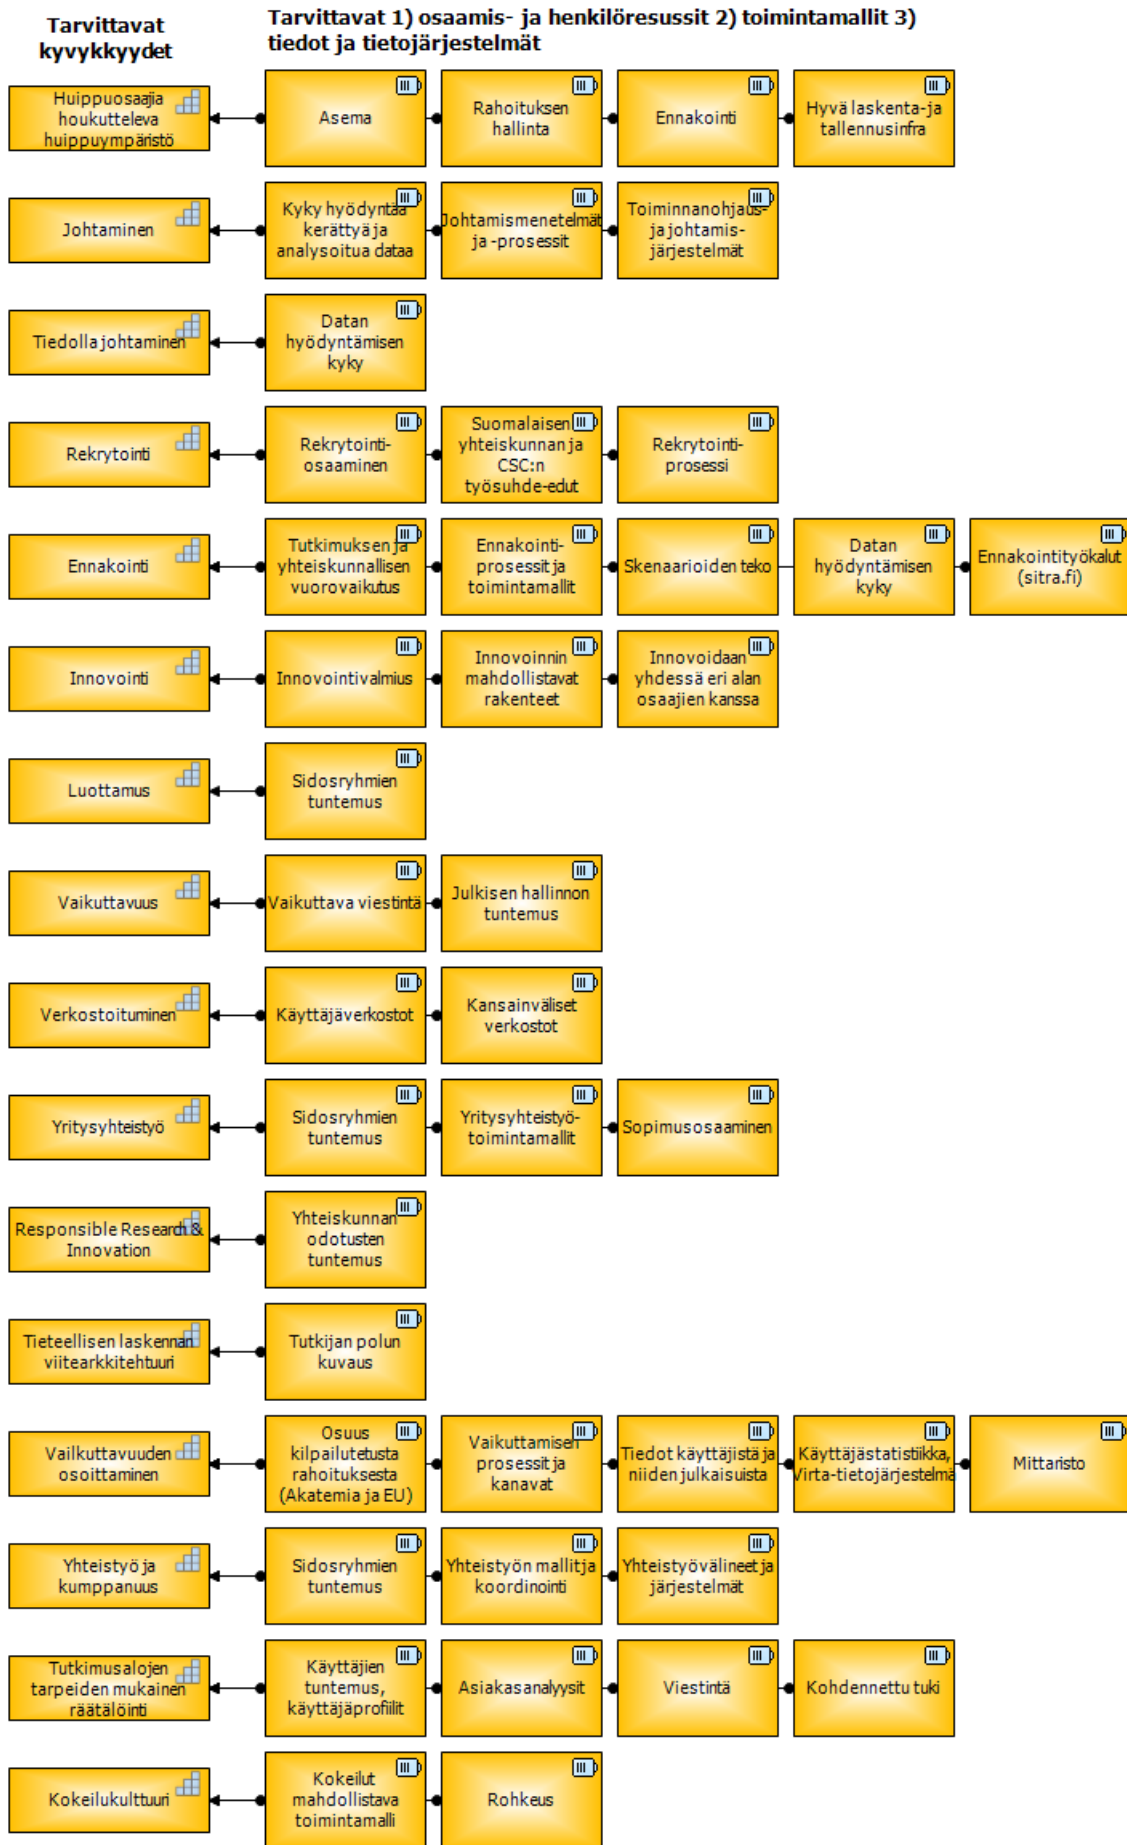 Tarvittavat
kyvykkyydet
Tarvittavat 1) osaamis- ja henkilöresussit 2) toimintamallit 3)
tiedot ja tietojärjestelmät
Huippuosaajia
houkutteleva
huippuympäristö
Asema
Rahoituksen
hallinta
Ennakointi
Hyvä laskenta-ja
tallennusinfra
Johtaminen
Kyky hyödyntää
kerättyä ja
analysoitua dataa
Johtamismenetelmät
ja -prosessit
Toiminnanohjaus-
ja johtamis-
järjestelmät
Tiedolla johtaminen
Datan
hyödyntämisen
kyky
Rekrytointi
Rekrytointi-
osaaminen
Suomalaisen
yhteiskunnan ja
CSC:n
työsuhde-edut
Rekrytointi-
prosessi
Ennakointi
Tutkimuksen ja
yhteiskunnallisen
vuorovaikutus
Ennakointi-
prosessit ja
toimintamallit
Skenaarioiden teko
Datan
hyödyntämisen
kyky
Ennakointityökalut
(sitra.fi)
Innovointi
Innovointivalmius
Innovoinnin
mahdollistavat
rakenteet
Innovoidaan
yhdessä eri alan
osaajien kanssa
Luottamus
Sidosryhmien
tuntemus
Vaikuttavuus
Vaikuttava viestintä
Julkisen hallinnon
tuntemus
Verkostoituminen
Käyttäjäverkostot
Kansainväliset
verkostot
Yritysyhteistyö
Sidosryhmien
tuntemus
Yritysyhteistyö-
toimintamallit
Sopimusosaaminen
Responsible Research &
Innovation
Yhteiskunnan
odotusten
tuntemus
Tieteellisen laskennan
viitearkkitehtuuri
Tutkijan polun
kuvaus
Vailkuttavuuden
osoittaminen
Osuus
kilpailutetusta
rahoituksesta
(Akatemia ja EU)
Vaikuttamisen
prosessit ja
kanavat
Tiedot käyttäjistä ja
niiden julkaisuista
Käyttäjästatistiikka,
Virta-tietojärjestelmä
Mittaristo
Yhteistyö ja
kumppanuus
Sidosryhmien
tuntemus
Yhteistyön mallit ja
koordinointi
Yhteistyövälineet ja
järjestelmät
Tutkimusalojen
tarpeiden mukainen
räätälöinti
Käyttäjien
tuntemus,
käyttäjäprofiilit
Asiakasanalyysit
Viestintä
Kohdennettu tuki
Kokeilukulttuuri
Kokeilut
mahdollistava
toimintamalli
Rohkeus